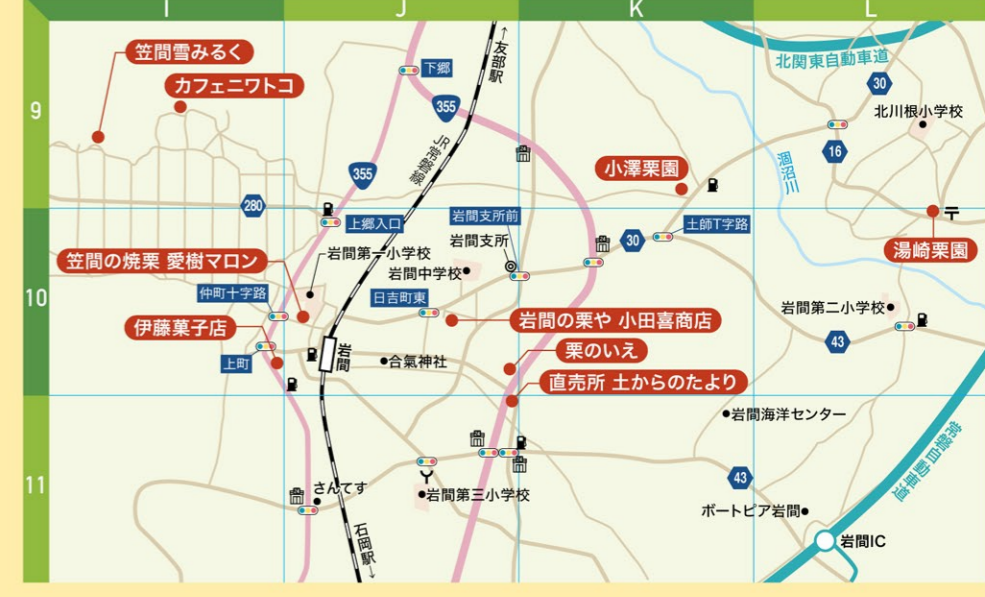 I
J
K
L
9
10
11
笠間雪みるく
カフェニワトコ
下郷
355
↑友部駅
北関東自動車道
30
北川根小学校
16
JR常磐線
355
小澤栗園
涸沼川
280
上郷入口
岩間支所前
土師T字路
〒
湯崎栗園
岩間第一小学校
岩間支所
30
笠間の焼栗 愛樹マロン
岩間中学校
仲町十字路
日吉町東
岩間第二小学校
伊藤菓子店
岩間の栗や 小田喜商店
43
上町
岩間
合氣神社
栗のいえ
直売所 土からのたより
岩間海洋センター
常磐自動車道
43
さんてす
岩間第三小学校
ボートピア岩間
石岡駅↓
岩間IC